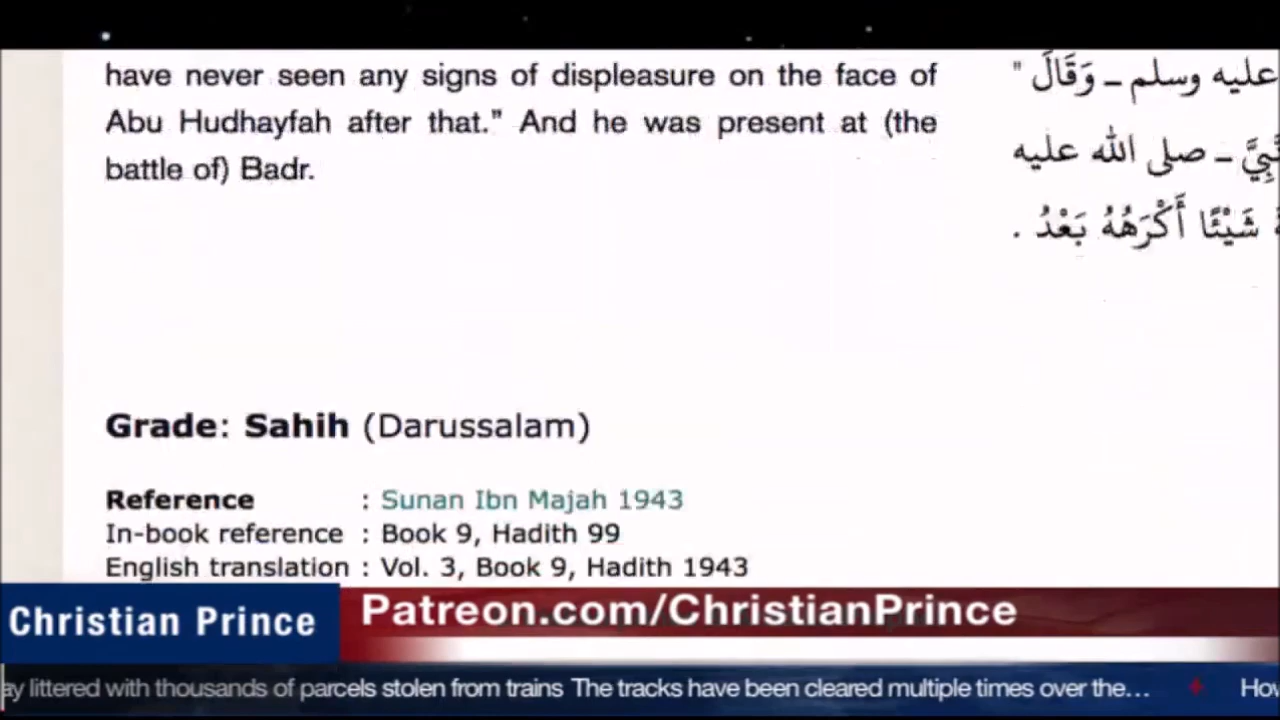 have never seen any signs of displeasure on the face of
Abu Hudhayfah after that." And he was present at (the
battle of) Badr.
عليه وسلم ـ وَقَالَ "
ـ صلى الله عليه
شَيْئًا أَكْرَهُهُ بَعْدُ .
Grade: Sahih (Darussalam)
Reference : Sunan Ibn Majah 1943
In-book reference : Book 9, Hadith 99
English translation : Vol. 3, Book 9, Hadith 1943
Christian Prince
Patreon.com/ChristianPrince
ay littered with thousands of parcels stolen from trains The tracks have been cleared multiple times over the... How